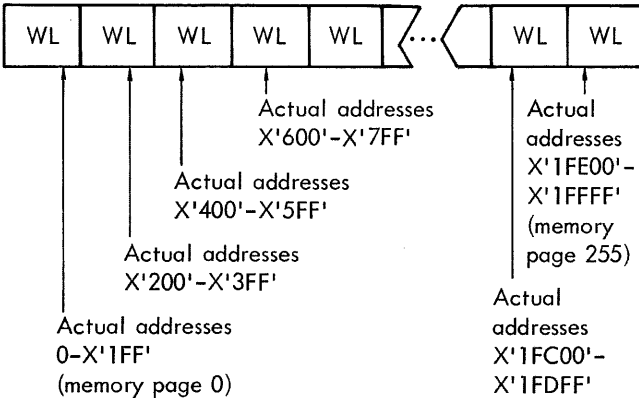 WL WL WL WL WL ... WL WL
Actual addresses
X'600'-X'7FF'
Actual addresses
X'400'-X'5FF'
Actual addresses
X'200'-X'3FF'
Actual addresses
0-X'1FF'
(memory page 0)
Actual
addresses
X'1FE00'-
X'1FFFF'
(memory
page 255)
Actual
addresses
X'1FC00'-
X'1FDFF'